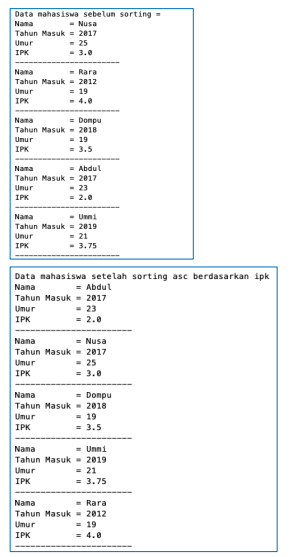 Data mahasiswa sebelum sorting =
Nama = Nusa
Tahun Masuk = 2017
Umur = 25
IPK = 3.0
------------------------
Nama = Rara
Tahun Masuk = 2012
Umur = 19
IPK = 4.0
------------------------
Nama = Dompu
Tahun Masuk = 2018
Umur = 19
IPK = 3.5
------------------------
Nama = Abdul
Tahun Masuk = 2017
Umur = 23
IPK = 2.0
------------------------
Nama = Ummi
Tahun Masuk = 2019
Umur = 21
IPK = 3.75
------------------------
Data mahasiswa setelah sorting asc berdasarkan ipk
Nama = Abdul
Tahun Masuk = 2017
Umur = 23
IPK = 2.0
------------------------
Nama = Nusa
Tahun Masuk = 2017
Umur = 25
IPK = 3.0
------------------------
Nama = Dompu
Tahun Masuk = 2018
Umur = 19
IPK = 3.5
------------------------
Nama = Ummi
Tahun Masuk = 2019
Umur = 21
IPK = 3.75
------------------------
Nama = Rara
Tahun Masuk = 2012
Umur = 19
IPK = 4.0
------------------------